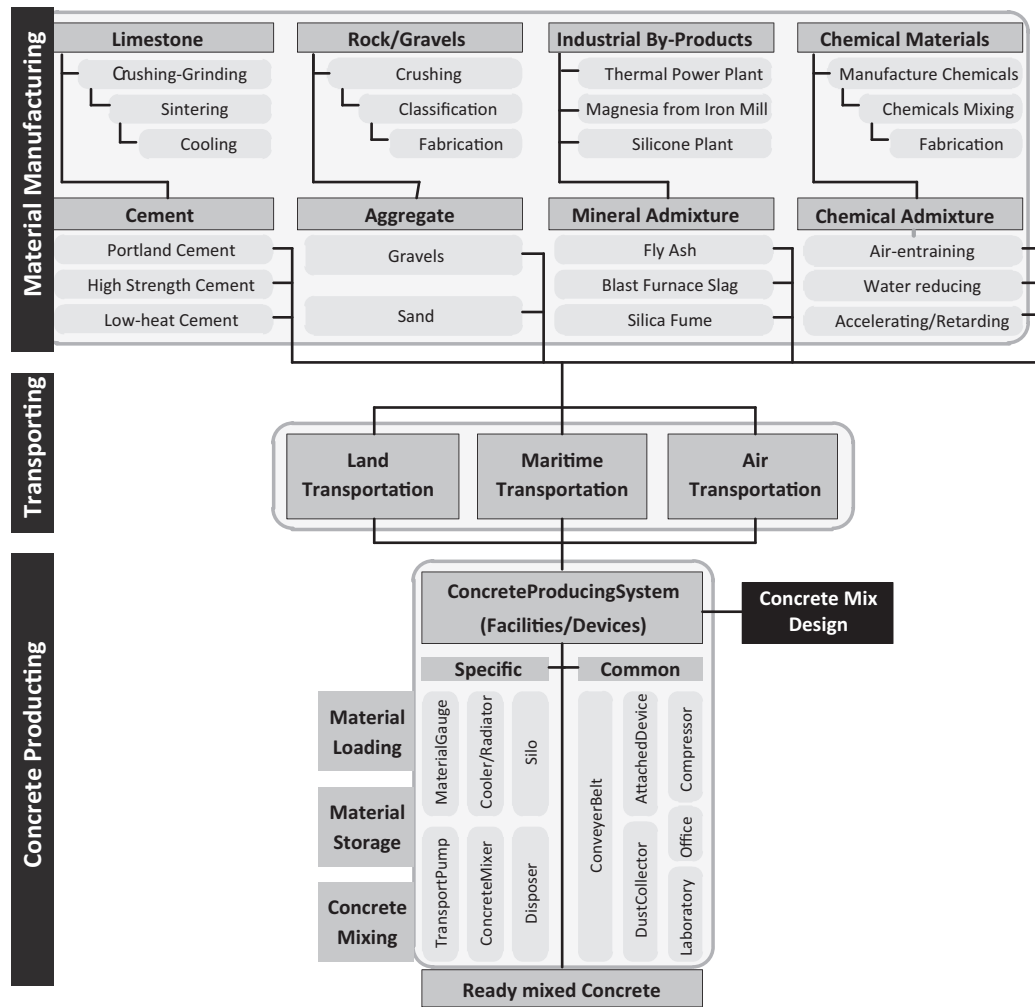 Material Manufacturing
Limestone
Crushing-Grinding
Sintering
Cooling
Rock/Gravels
Crushing
Classification
Fabrication
Industrial By-Products
Thermal Power Plant
Magnesia from Iron Mill
Silicone Plant
Chemical Materials
Manufacture Chemicals
Chemicals Mixing
Fabrication
Cement
Portland Cement
High Strength Cement
Low-heat Cement
Aggregate
Gravels
Sand
Mineral Admixture
Fly Ash
Blast Furnace Slag
Silica Fume
Chemical Admixture
Air-entraining
Water reducing
Accelerating/Retarding
Transporting
Land
Transportation
Maritime
Transportation
Air
Transportation
Concrete Producing
ConcreteProducingSystem
(Facilities/Devices)
Concrete Mix
Design
Specific
Common
Material
Loading
Material
Storage
Concrete
Mixing
MaterialGauge
Cooler/Radiator
Silo
TransportPump
ConcreteMixer
Disposer
ConveyerBelt
AttachedDevice
DustCollector
Compressor
Office
Laboratory
Ready mixed Concrete